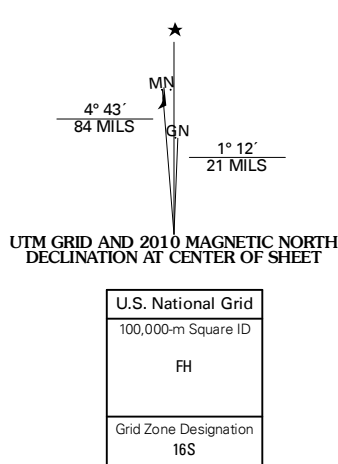 ★
MN
4° 43´
84 MILS
GN
1° 12´
21 MILS
UTM GRID AND 2010 MAGNETIC NORTH
DECLINATION AT CENTER OF SHEET
U.S. National Grid
100,000-m Square ID
FH
Grid Zone Designation
16S